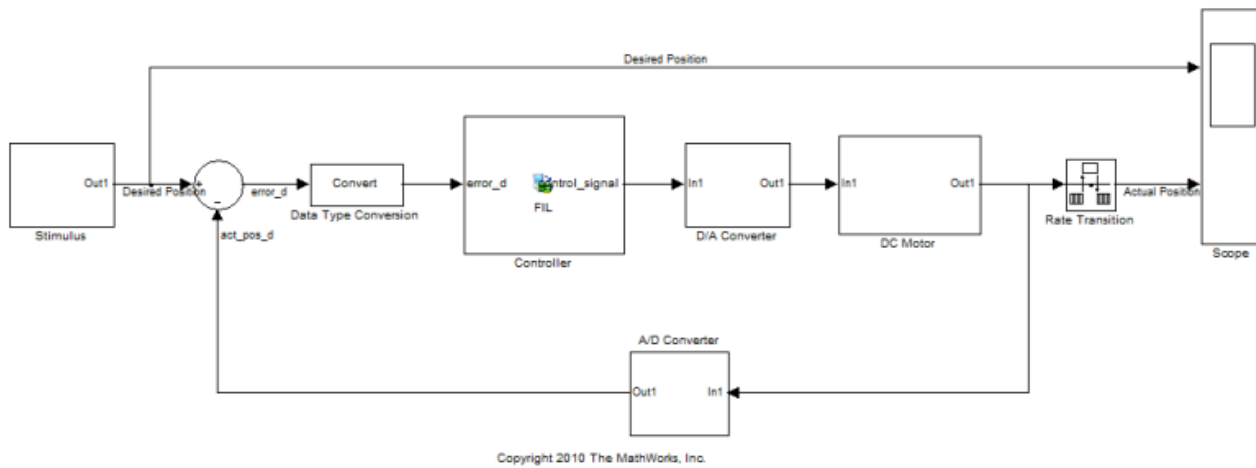 Desired Position
Out1
Desired Position
+
−
error_d
act_pos_d
Stimulus
Convert
Data Type Conversion
error_d
control_signal
FIL
Controller
In1
Out1
D/A Converter
In1
Out1
DC Motor
Rate Transition
Actual Position
Scope
A/D Converter
Out1
In1
Copyright 2010 The MathWorks, Inc.